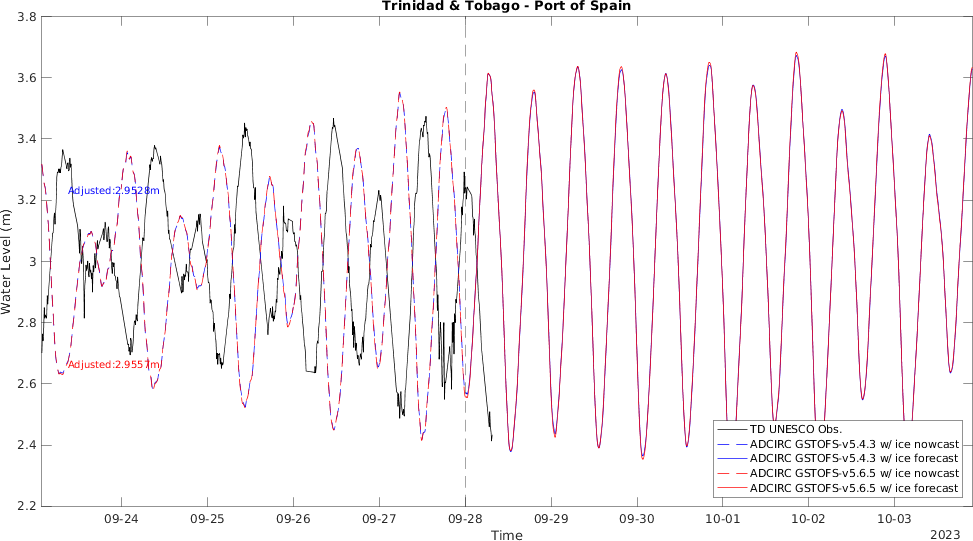 Trinidad & Tobago - Port of Spain
Water Level (m)
3.8
3.6
3.4
3.2
3
2.8
2.6
2.4
2.2
Adjusted:2.9528m
Adjusted:2.9557m
TD UNESCO Obs.
ADCIRC GSTOFS-v5.4.3 w/ ice nowcast
ADCIRC GSTOFS-v5.4.3 w/ ice forecast
ADCIRC GSTOFS-v5.6.5 w/ ice nowcast
ADCIRC GSTOFS-v5.6.5 w/ ice forecast
09-24 09-25 09-26 09-27 09-28 09-29 09-30 10-01 10-02 10-03
Time
2023